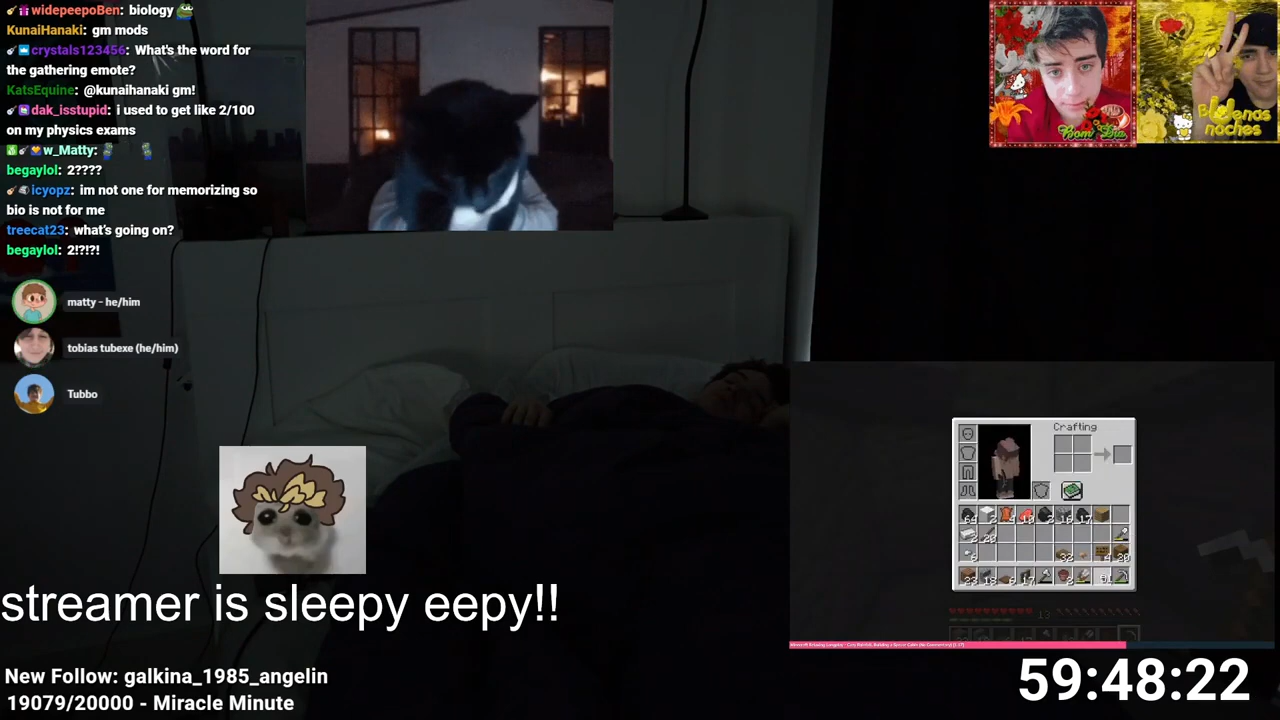 widepeepoBen: biology
KunaiHanaki: gm mods
crystals123456: What's the word for
the gathering emote?
KatsEquine: @kunaihanaki gm!
dak_isstupid: i used to get like 2/100
on my physics exams
w_Matty:
begaylol: 2????
icyopz: im not one for memorizing so
bio is not for me
treecat23: what's going on?
begaylol: 2!?!?!
matty - he/him
tobias tubexe (he/him)
Tubbo
Bom Dia
Buenas
noches
Crafting
64
13
streamer is sleepy eepy!!
New Follow: galkina_1985_angelin
19079/20000 - Miracle Minute
59:48:22